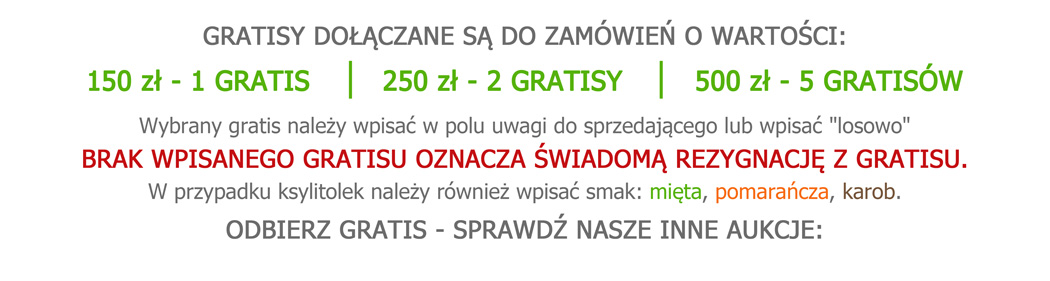 GRATISY DOŁĄCZANE SĄ DO ZAMÓWIEŃ O WARTOŚCI:
150 zł - 1 GRATIS | 250 zł - 2 GRATISY | 500 zł - 5 GRATISÓW
Wybrany gratis należy wpisać w polu uwagi do sprzedającego lub wpisać "losowo"
BRAK WPISANEGO GRATISU OZNACZA ŚWIADOMĄ REZYGNACJĘ Z GRATISU.
W przypadku ksylitolek należy również wpisać smak: mięta, pomarańcza, karob.
ODBIERZ GRATIS - SPRAWDŹ NASZE INNE AUKCJE: